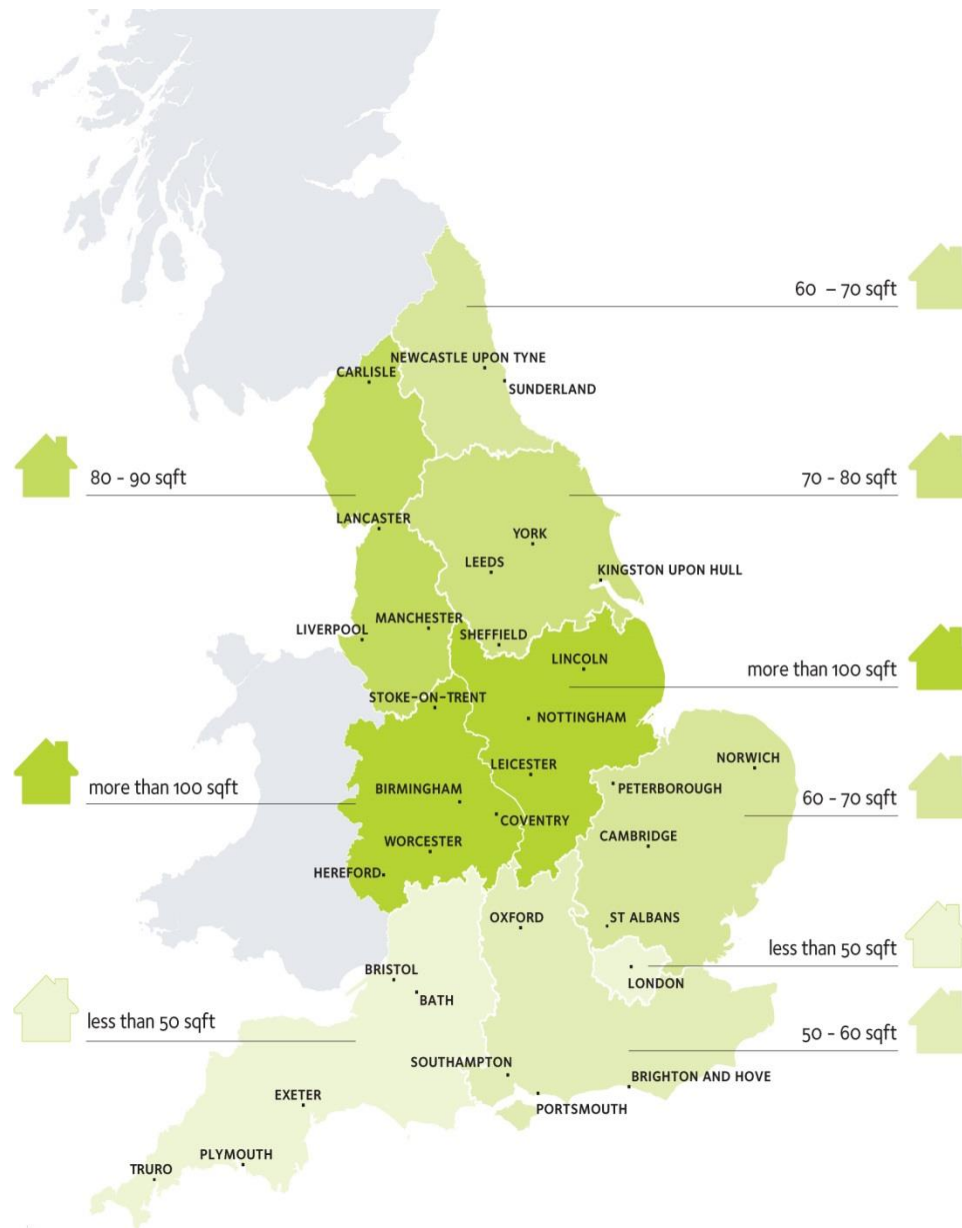 60 – 70 sqft
NEWCASTLE UPON TYNE
CARLISLE
SUNDERLAND
80 - 90 sqft
70 - 80 sqft
LANCASTER
YORK
LEEDS
KINGSTON UPON HULL
MANCHESTER
LIVERPOOL
SHEFFIELD
LINCOLN
more than 100 sqft
STOKE-ON-TRENT
NOTTINGHAM
NORWICH
LEICESTER
more than 100 sqft
BIRMINGHAM
PETERBOROUGH
60 - 70 sqft
COVENTRY
CAMBRIDGE
WORCESTER
HEREFORD
OXFORD
ST ALBANS
less than 50 sqft
BRISTOL
LONDON
BATH
less than 50 sqft
50 - 60 sqft
SOUTHAMPTON
BRIGHTON AND HOVE
EXETER
PORTSMOUTH
PLYMOUTH
TRURO